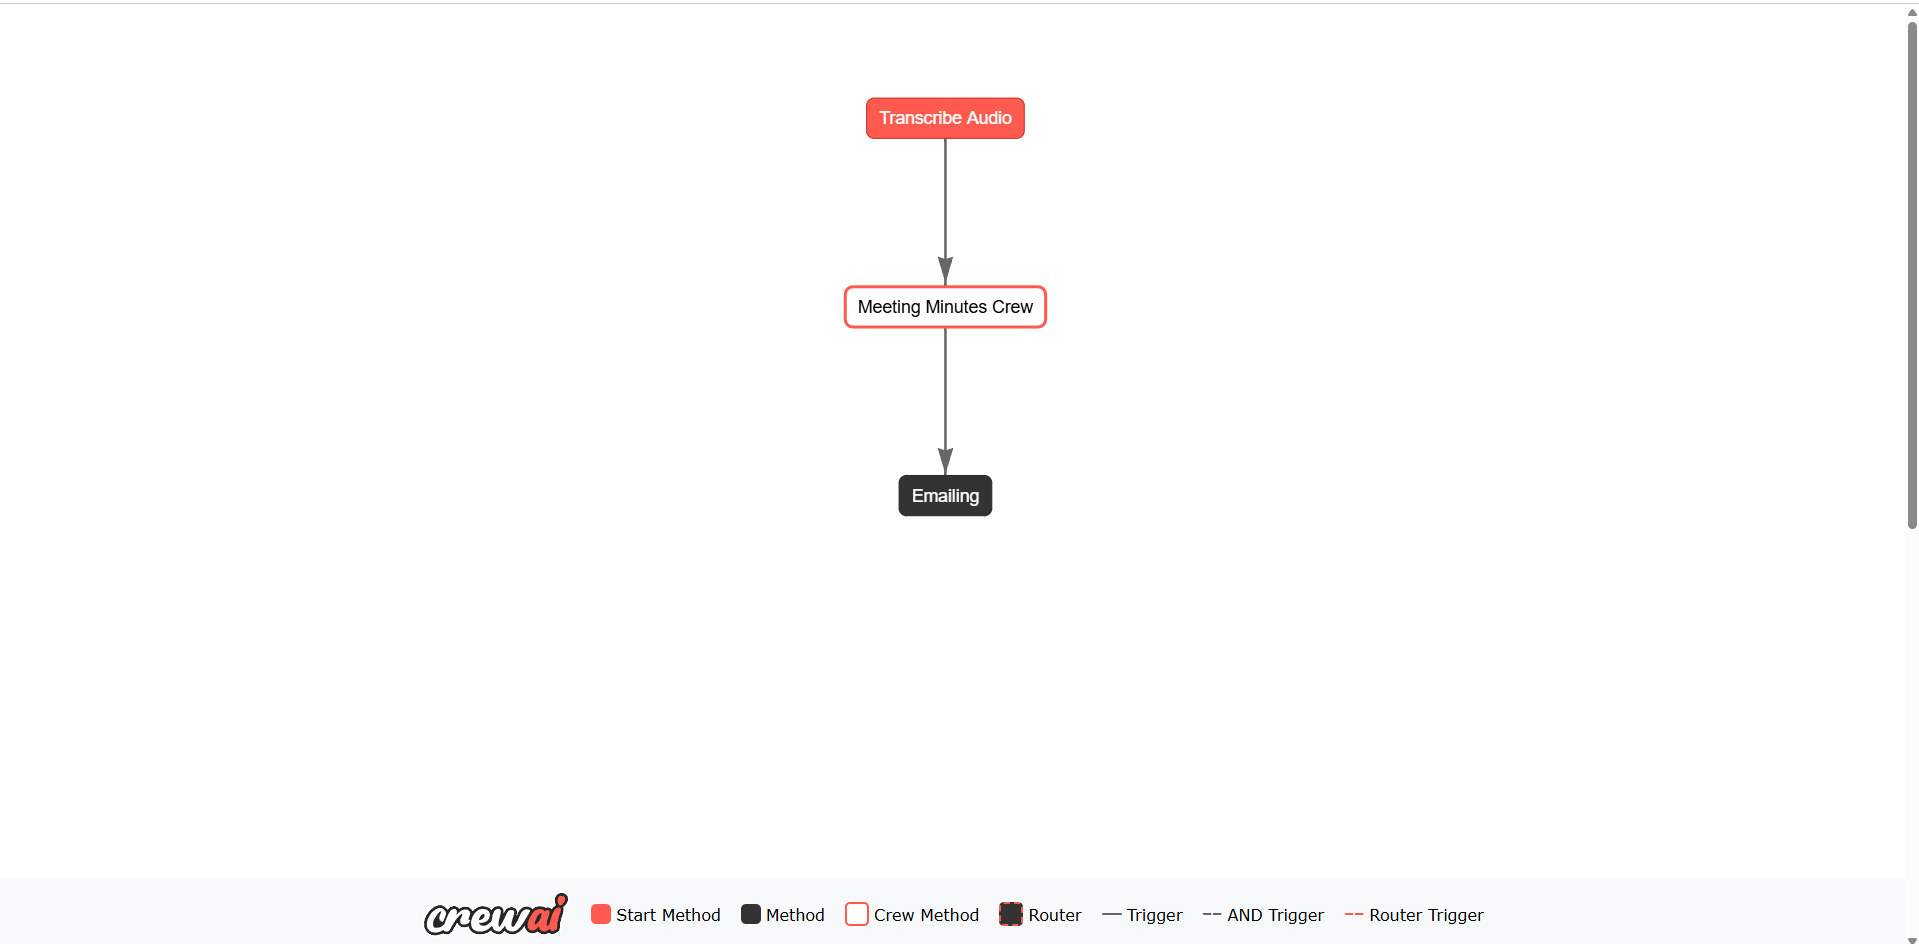 Transcribe Audio
Meeting Minutes Crew
Emailing
crewai Start Method Method Crew Method Router Trigger AND Trigger Router Trigger